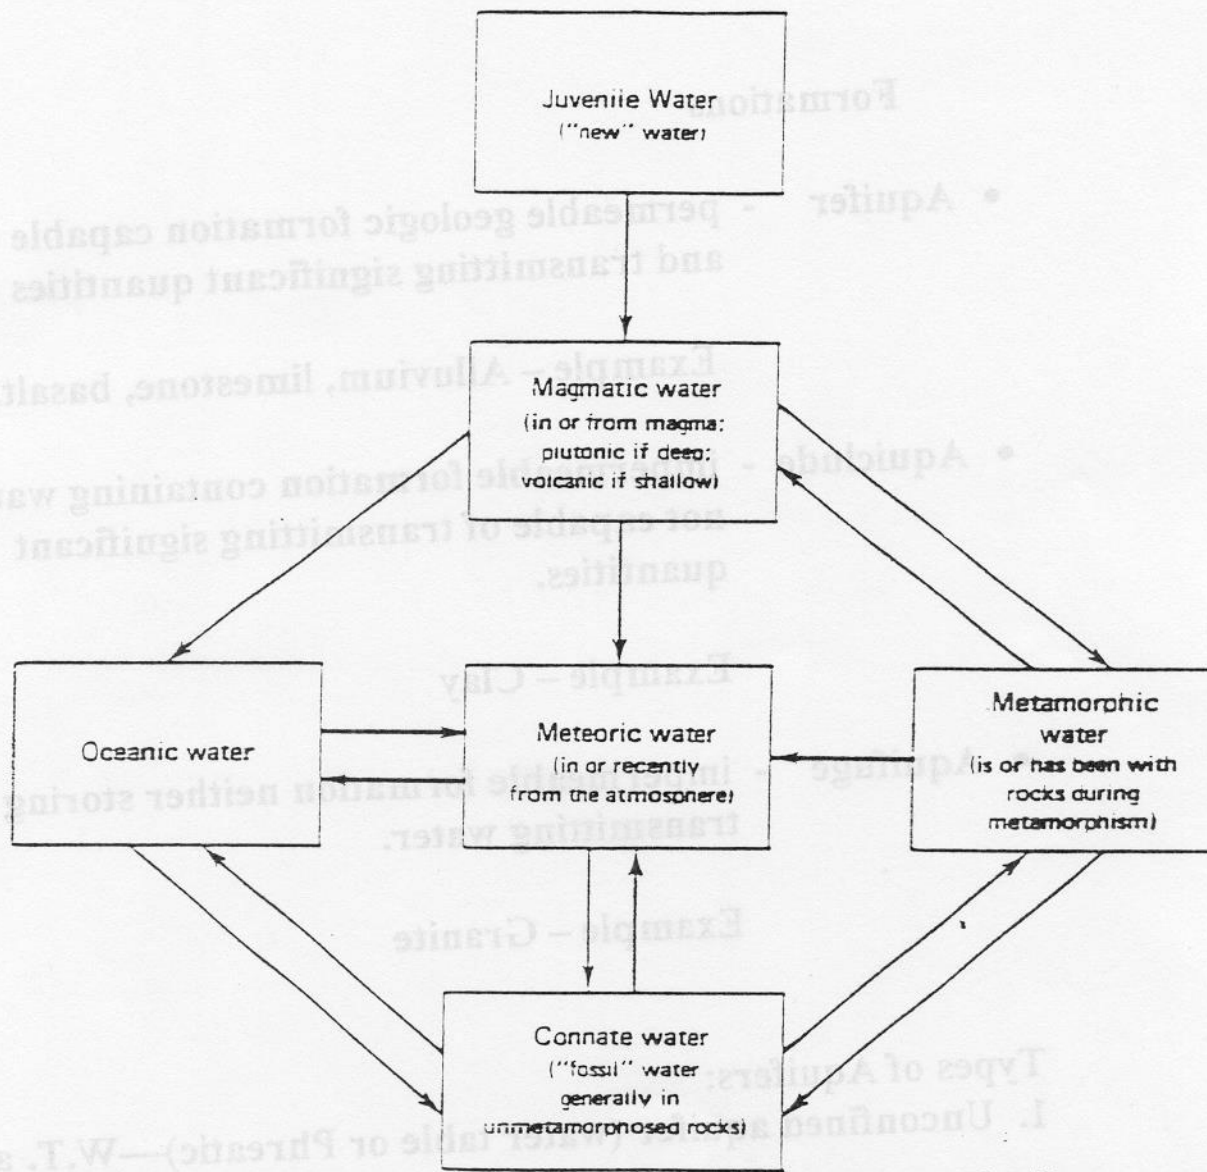 Juvenile Water
("new" water)
Magmatic water
(in or from magma;
plutonic if deep;
volcanic if shallow)
Oceanic water
Meteoric water
(in or recently
from the atmosphere)
Metamorphic
water
(is or has been with
rocks during
metamorphism)
Connate water
("fossil" water
generally in
unmetamorphosed rocks)
Formations
• Aquifer - permeable geologic formation capable
and transmitting significant quantities
Example – Alluvium, limestone, basalt
• Aquiclude - impermeable formation containing
not capable of transmitting significant
quantities.
Example – Clay
• Aquifuge - impermeable formation neither storing
transmitting water.
Example – Granite
Types of Aquifers:
1. Unconfined aquifer (water table or Phreatic)—W.T.